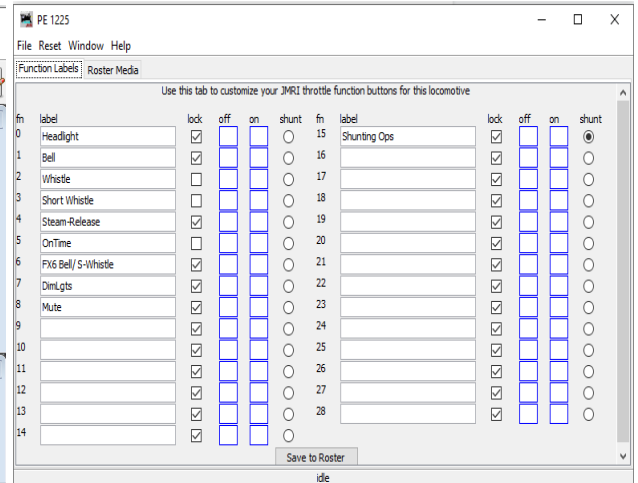 PE 1225
File Reset Window Help
Function Labels Roster Media
Use this tab to customize your JMRI throttle function buttons for this locomotive
fn label lock off on shunt fn label lock off on shunt
0 Headlight 15 Shunting Ops
1 Bell 16
2 Whistle 17
3 Short Whistle 18
4 Steam-Release 19
5 OnTime 20
6 FX6 Bell/ S-Whistle 21
7 DimLgts 22
8 Mute 23
9 24
10 25
11 26
12 27
13 28
14
Save to Roster
idle